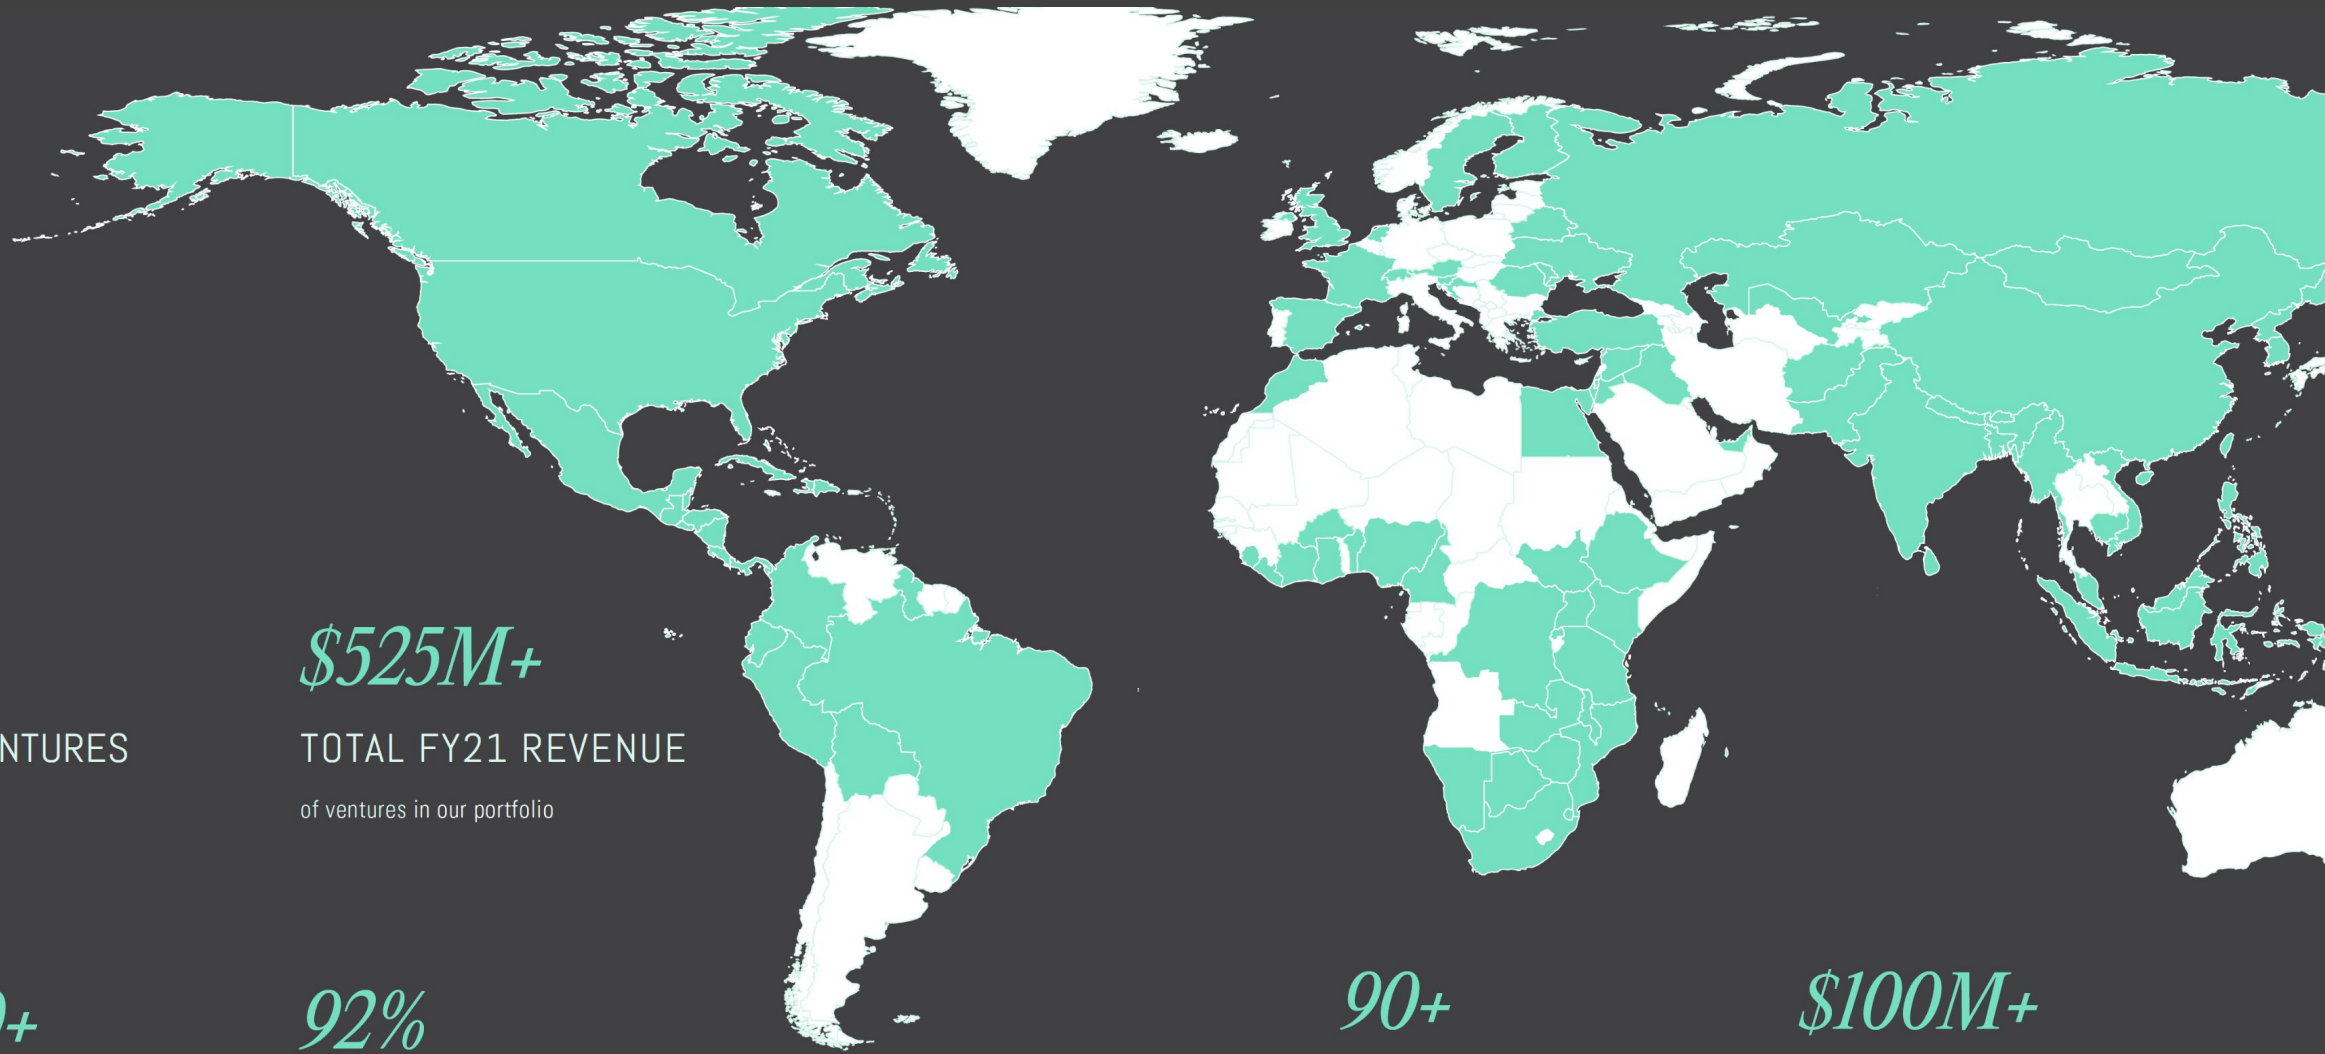 $525M+
NTURES
TOTAL FY21 REVENUE
of ventures in our portfolio
+
92%
90+
$100M+